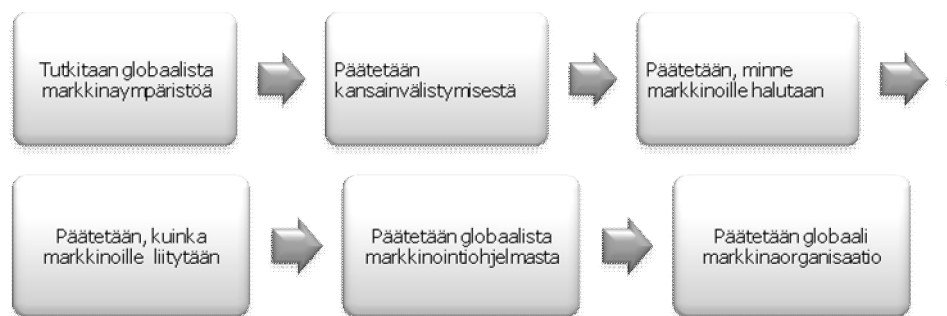 Tutkitaan globaalista
markkinaympäristöä
Päätetään
kansainvälistymisestä
Päätetään, minne
markkinoille halutaan
Päätetään, kuinka
markkinoille liitytään
Päätetään globaalista
markkinointiohjelmasta
Päätetään globaali
markkinaorganisaatio